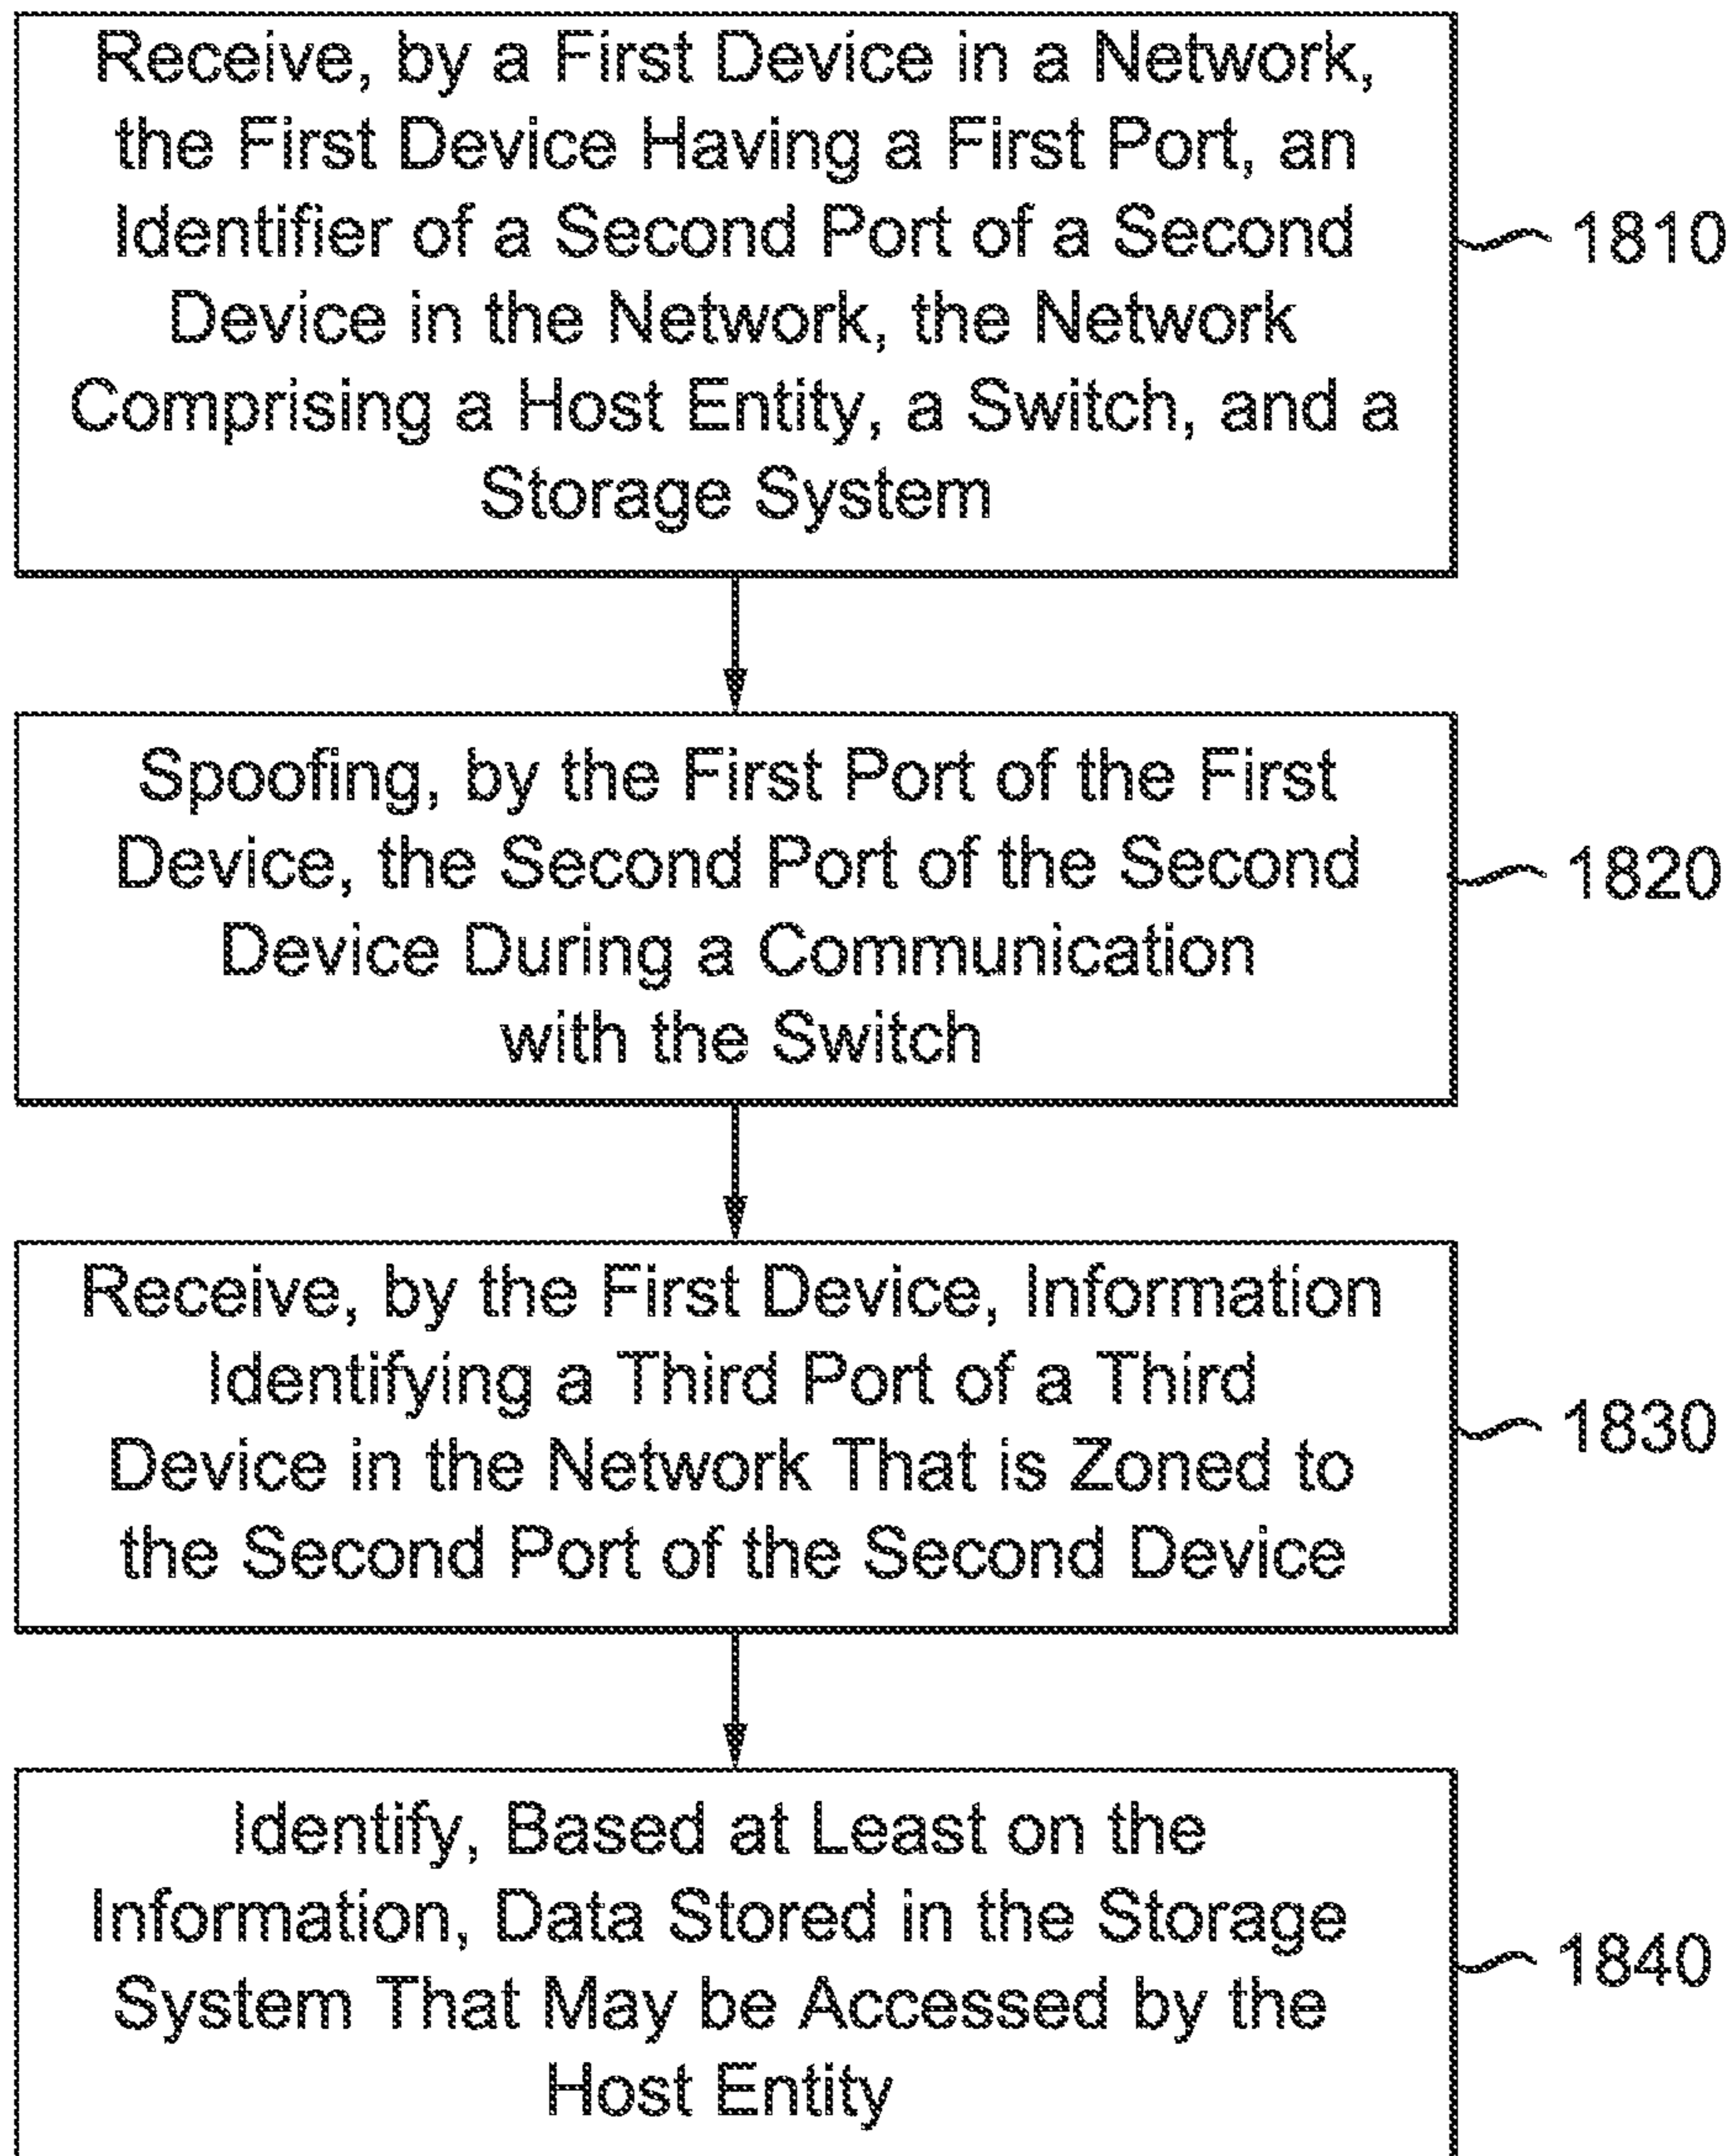 Receive, by a First Device in a Network,
the First Device Having a First Port, an
Identifier of a Second Port of a Second
Device in the Network, the Network
Comprising a Host Entity, a Switch, and a
Storage System
1810
Spoofing, by the First Port of the First
Device, the Second Port of the Second
Device During a Communication
with the Switch
1820
Receive, by the First Device, Information
Identifying a Third Port of a Third
Device in the Network That is Zoned to
the Second Port of the Second Device
1830
Identify, Based at Least on the
Information, Data Stored in the Storage
System That May be Accessed by the
Host Entity
1840